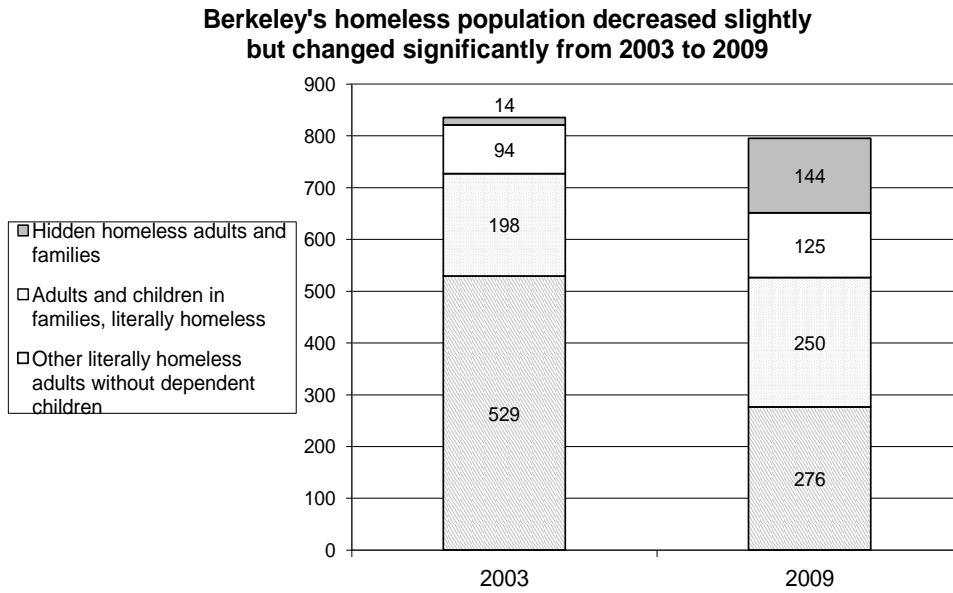 Berkeley's homeless population decreased slightly
but changed significantly from 2003 to 2009
900
800
700
600
500
400
300
200
100
0
14
94
198
529
144
125
250
276
2003
2009
Hidden homeless adults and
families
Adults and children in
families, literally homeless
Other literally homeless
adults without dependent
children